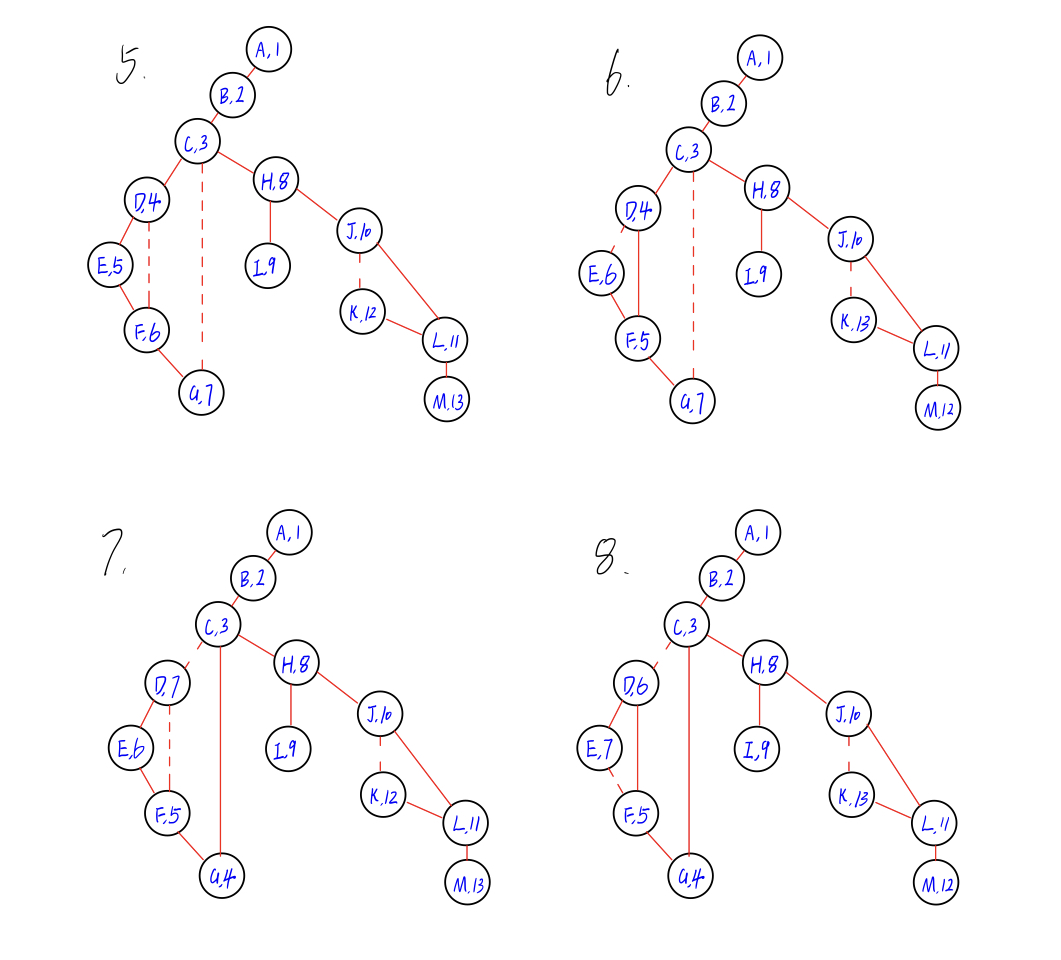 5.
A,1
B,2
C,3
D,4
H,8
E,5
J,10
I,9
F,6
K,12
L,11
G,7
M,13
6.
A,1
B,2
C,3
D,4
H,8
E,6
J,10
I,9
F,5
K,13
L,11
G,7
M,12
7.
A,1
B,2
C,3
D,7
H,8
E,6
J,10
I,9
F,5
K,12
L,11
G,4
M,13
8.
A,1
B,2
C,3
D,6
H,8
E,7
J,10
I,9
F,5
K,13
L,11
G,4
M,12